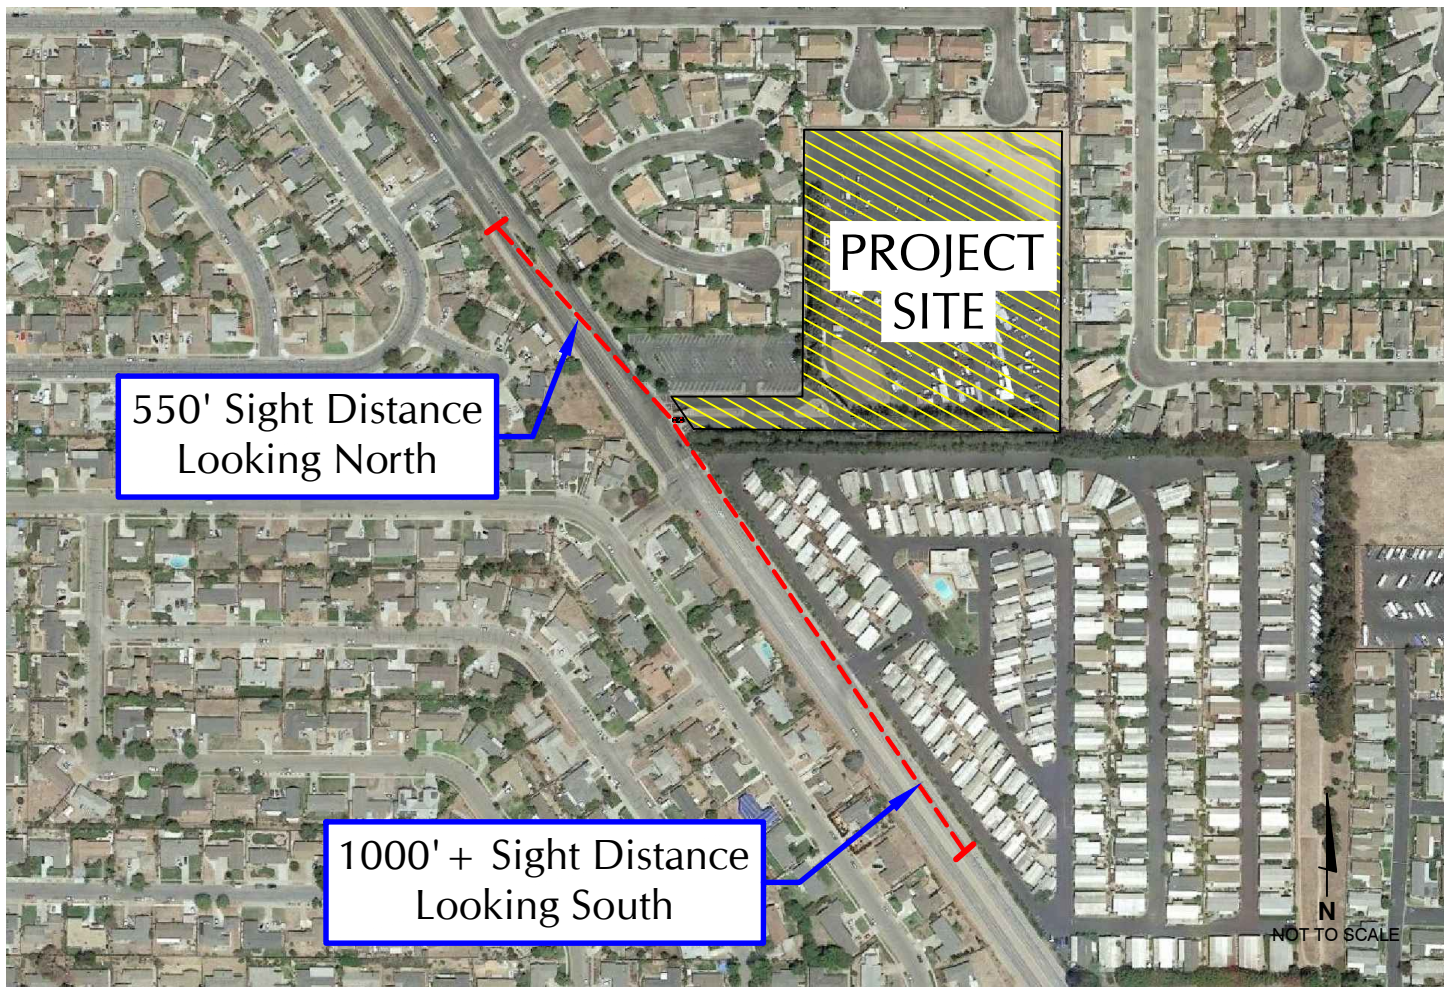 PROJECT
SITE
550' Sight Distance
Looking North
1000'+ Sight Distance
Looking South
N
NOT TO SCALE